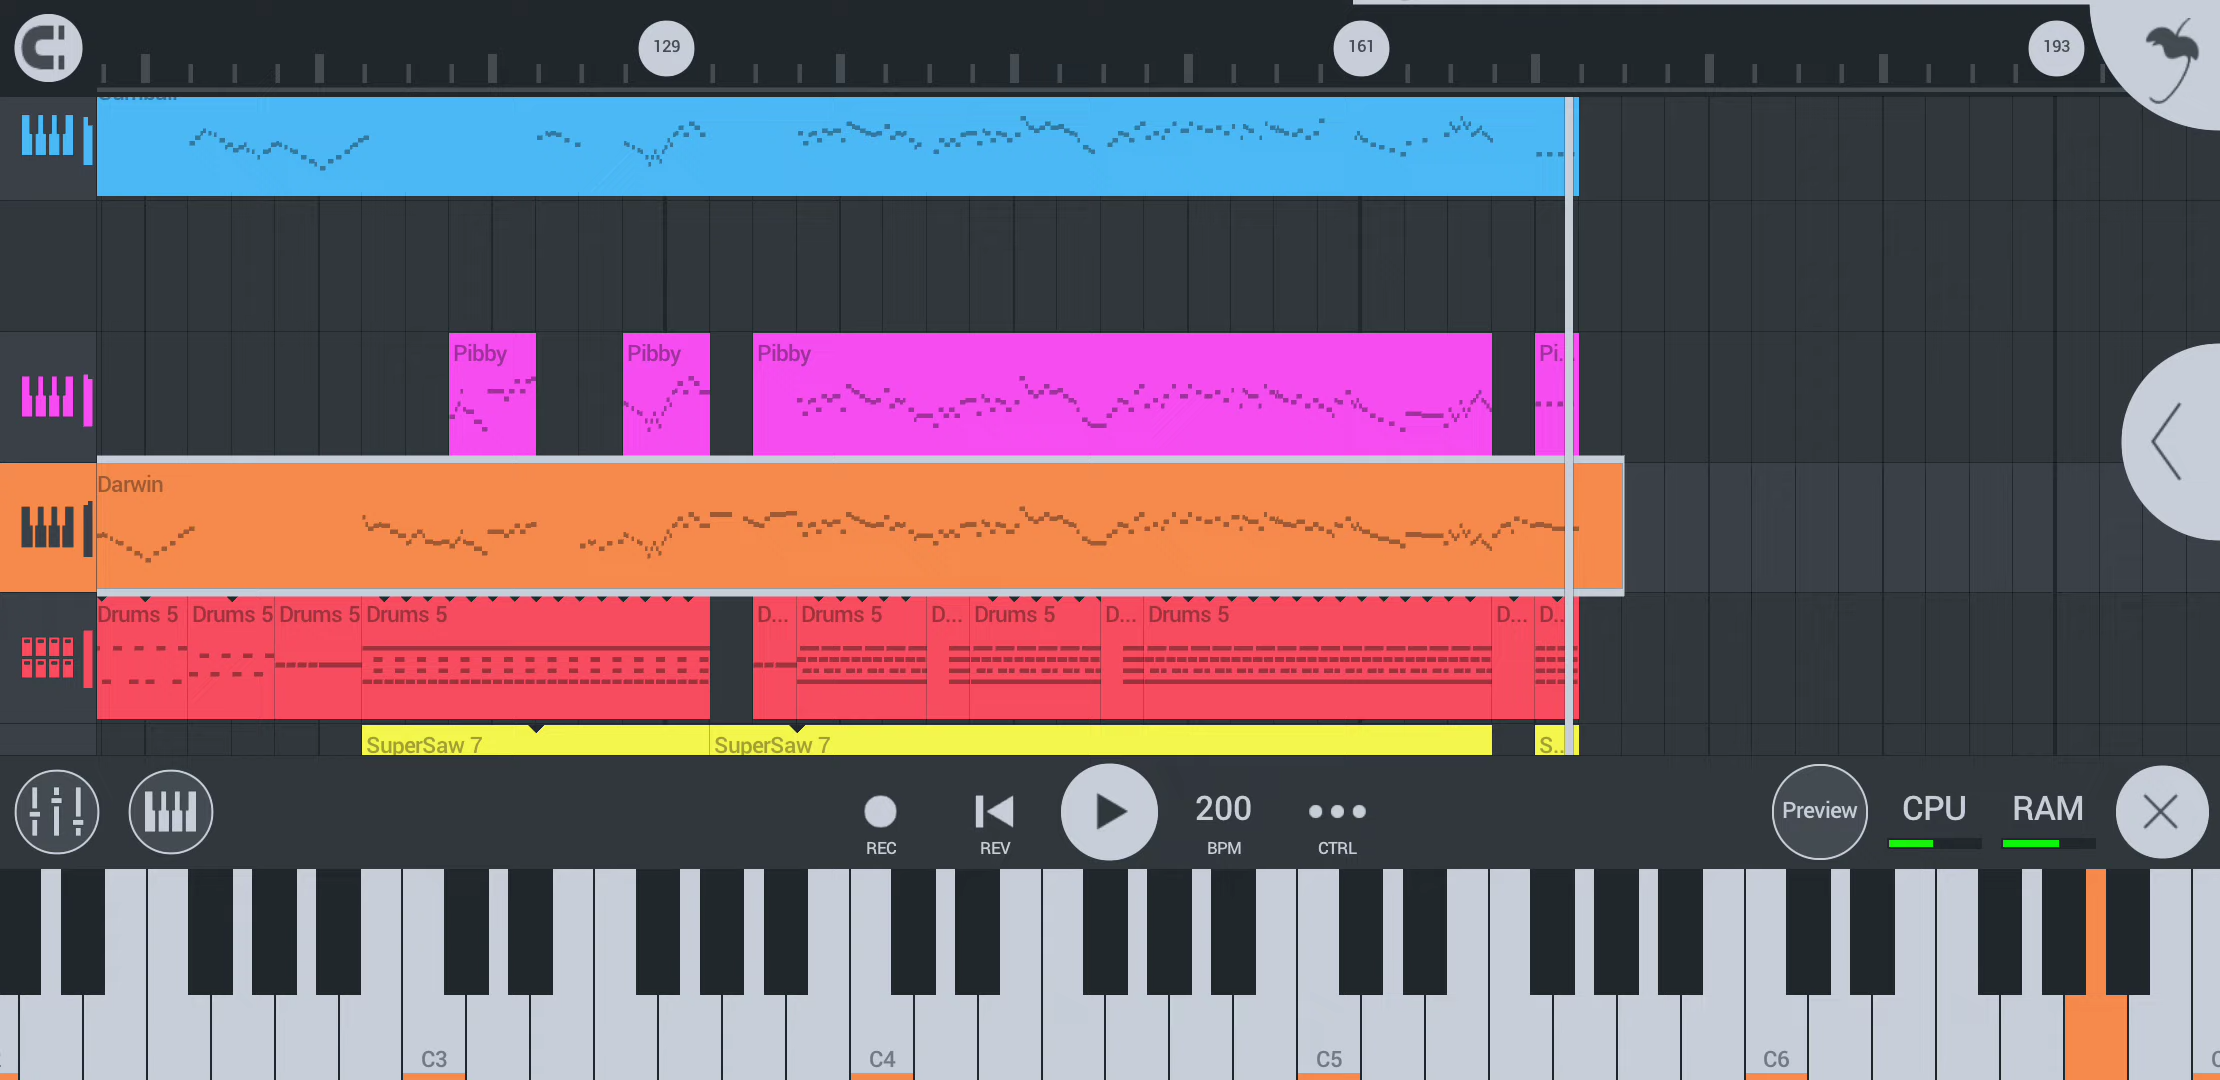 129
161
193
Gumball
Pibby
Pibby
Pibby
Pi...
Darwin
Drums 5
Drums 5
Drums 5
Drums 5
D...
Drums 5
D...
Drums 5
D...
Drums 5
D...
D...
SuperSaw 7
SuperSaw 7
S...
REC
REV
200
BPM
CTRL
Preview
CPU
RAM
C3
C4
C5
C6